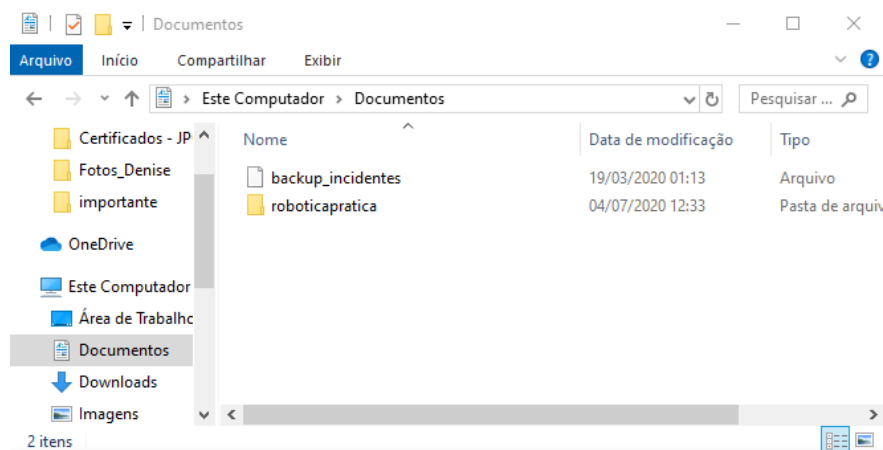 Documentos
Arquivo Início Compartilhar Exibir
Este Computador > Documentos Pesquisar ...
Certificados - JP
Fotos_Denise
importante
OneDrive
Este Computador
Área de Trabalho
Documentos
Downloads
Imagens
Nome Data de modificação Tipo
backup_incidentes 19/03/2020 01:13 Arquivo
roboticapratica 04/07/2020 12:33 Pasta de arquiv
2 itens